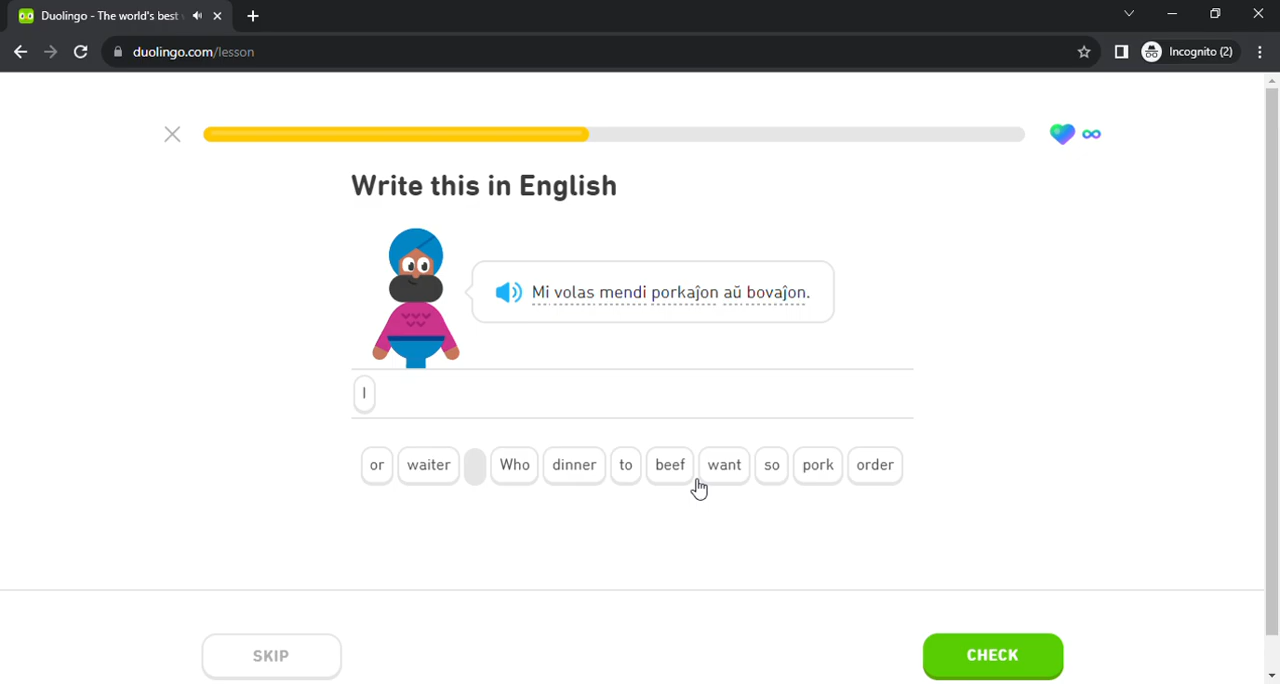 Duolingo - The world's best
duolingo.com/lesson
Incognito (2)
Write this in English
Mi volas mendi porkaĵon aŭ bovaĵon.
I
or waiter Who dinner to beef want so pork order
SKIP
CHECK